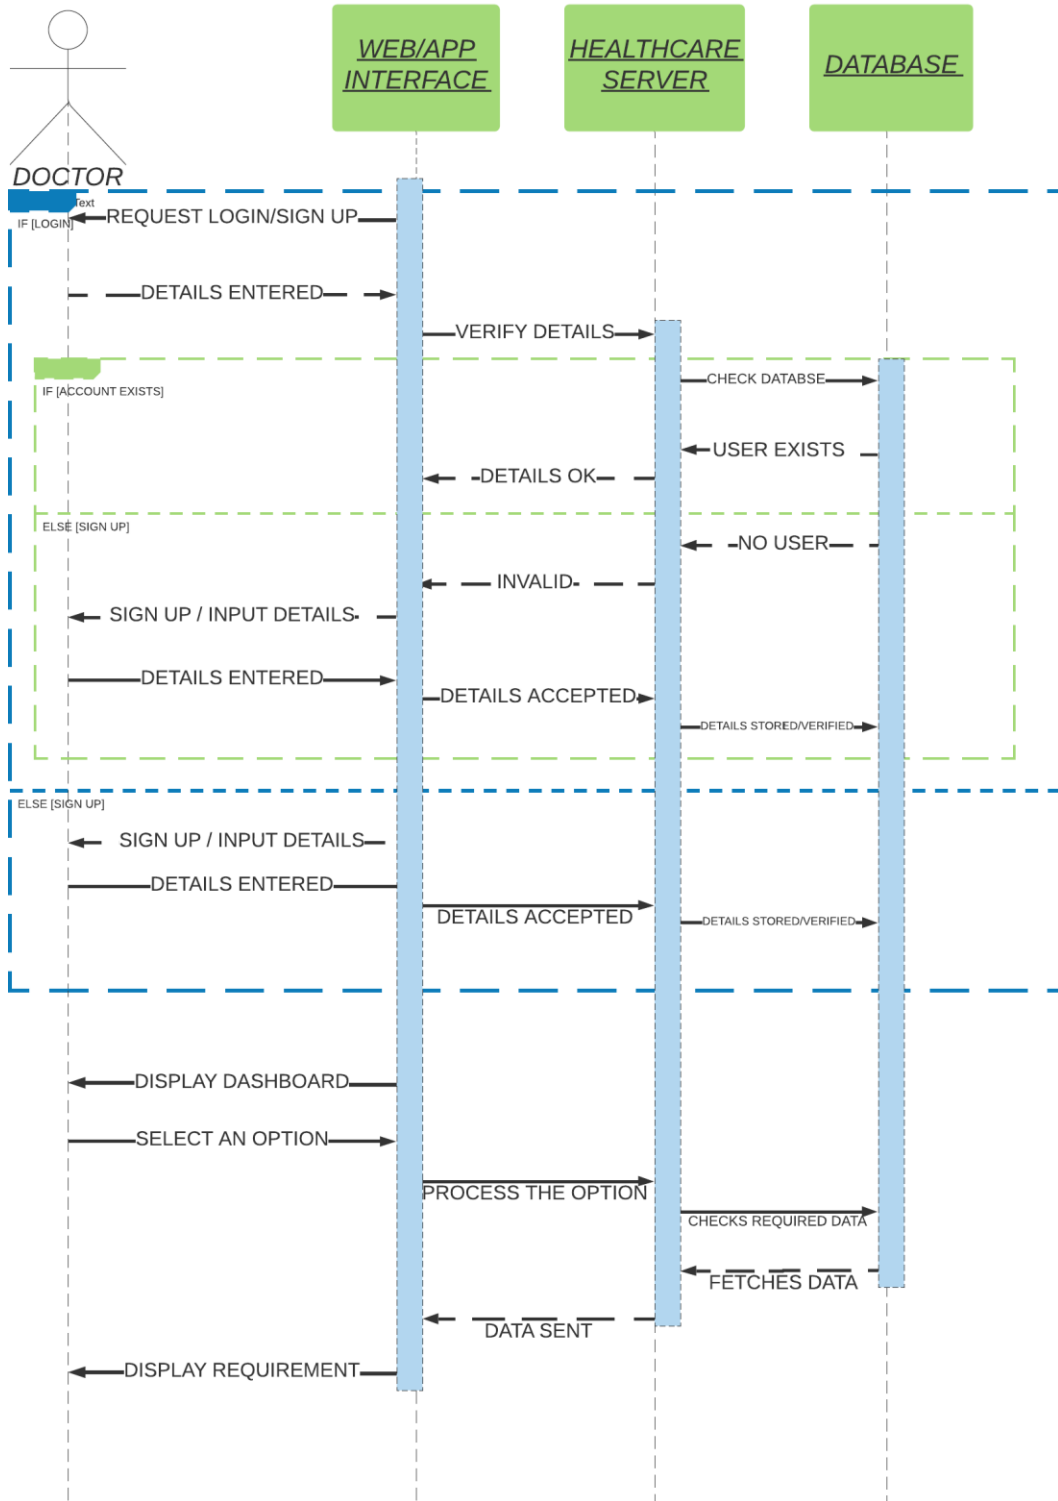 WEB/APP
INTERFACE
HEALTHCARE
SERVER
DATABASE
DOCTOR
Text
IF [LOGIN]
REQUEST LOGIN/SIGN UP
DETAILS ENTERED
VERIFY DETAILS
CHECK DATABSE
IF [ACCOUNT EXISTS]
USER EXISTS
DETAILS OK
ELSE [SIGN UP]
NO USER
INVALID
SIGN UP / INPUT DETAILS
DETAILS ENTERED
DETAILS ACCEPTED
DETAILS STORED/VERIFIED
ELSE [SIGN UP]
SIGN UP / INPUT DETAILS
DETAILS ENTERED
DETAILS ACCEPTED
DETAILS STORED/VERIFIED
DISPLAY DASHBOARD
SELECT AN OPTION
PROCESS THE OPTION
CHECKS REQUIRED DATA
FETCHES DATA
DATA SENT
DISPLAY REQUIREMENT